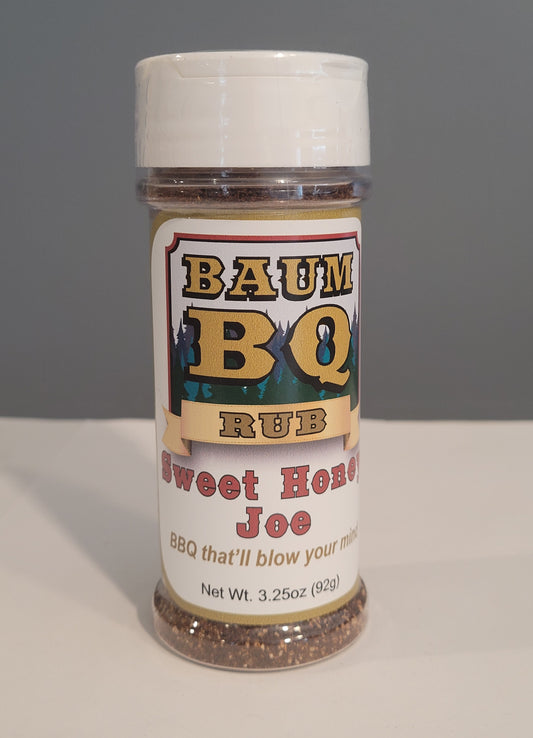 BAUM
BQ
RUB
Sweet Honey
Joe
BBQ that'll blow your mind
Net Wt. 3.25oz (92g)